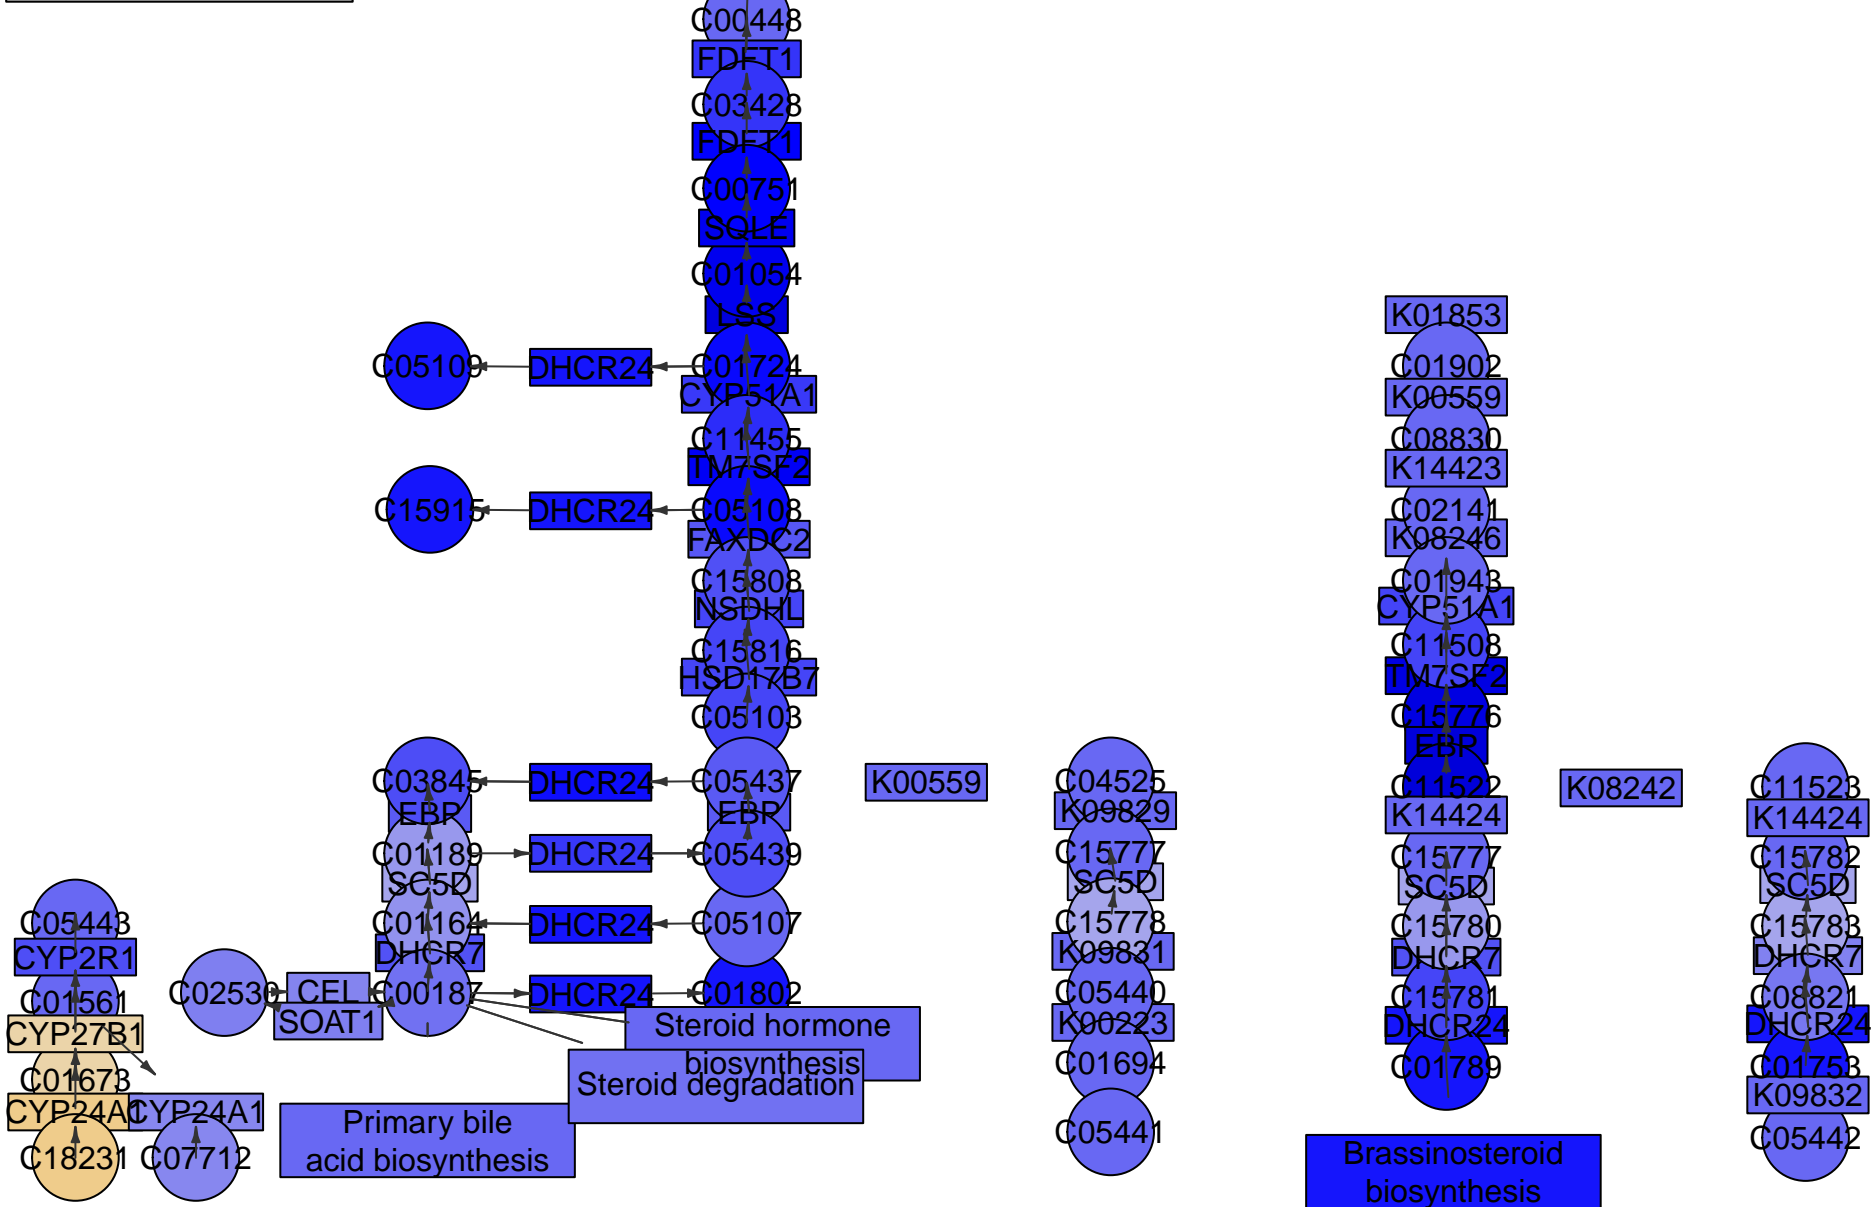 C00448
FDFT1
C03428
FDFT1
C00751
SQLE
C01054
LSS
C05109
DHCR24
C01724
CYP51A1
C11455
TM7SF2
C15915
DHCR24
C05108
FAXDC2
C15808
NSDHL
C15816
HSD17B7
C05103
C03845
DHCR24
C05437
EBP
EBP
C01189
DHCR24
C05439
SC5D
C01164
DHCR24
C05107
DHCR7
C00187
DHCR24
C01802
C02530
CEL
SOAT1
C05443
CYP2R1
C01561
CYP27B1
C01673
CYP24A1
CYP24A1
C18231
C07712
Steroid hormone
biosynthesis
Steroid degradation
Primary bile
acid biosynthesis
K00559
C04525
K09829
C15777
SC5D
C15778
K09831
C05440
K00223
C01694
C05441
K01853
C01902
K00559
C08830
K14423
C02141
K08246
C01943
CYP51A1
C11508
TM7SF2
C15776
EBP
C11522
K14424
C15777
SC5D
C15780
DHCR7
C15781
DHCR24
C01789
Brassinosteroid
biosynthesis
K08242
C11523
K14424
C15782
SC5D
C15783
DHCR7
C08821
DHCR24
C01753
K09832
C05442